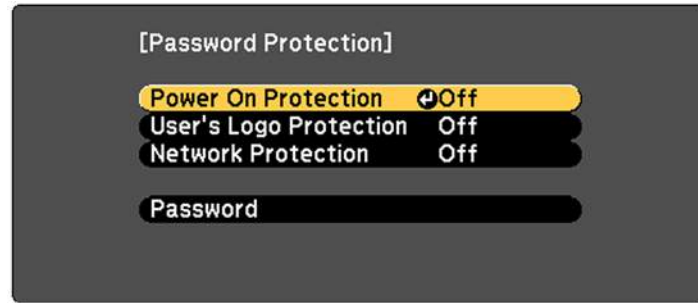 [Password Protection]
Power On Protection Off
User's Logo Protection Off
Network Protection Off
Password